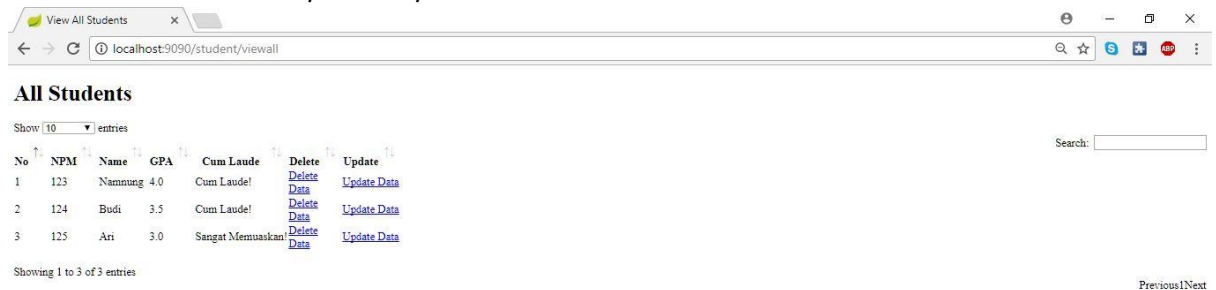 View All Students
localhost:9090/student/viewall
ABP
All Students
Show 10 entries
Search:
No NPM Name GPA Cum Laude Delete Update
1 123 Namnung 4.0 Cum Laude! Delete Data Update Data
2 124 Budi 3.5 Cum Laude! Delete Data Update Data
3 125 Ari 3.0 Sangat Memuaskan! Delete Data Update Data
Showing 1 to 3 of 3 entries
Previous1Next